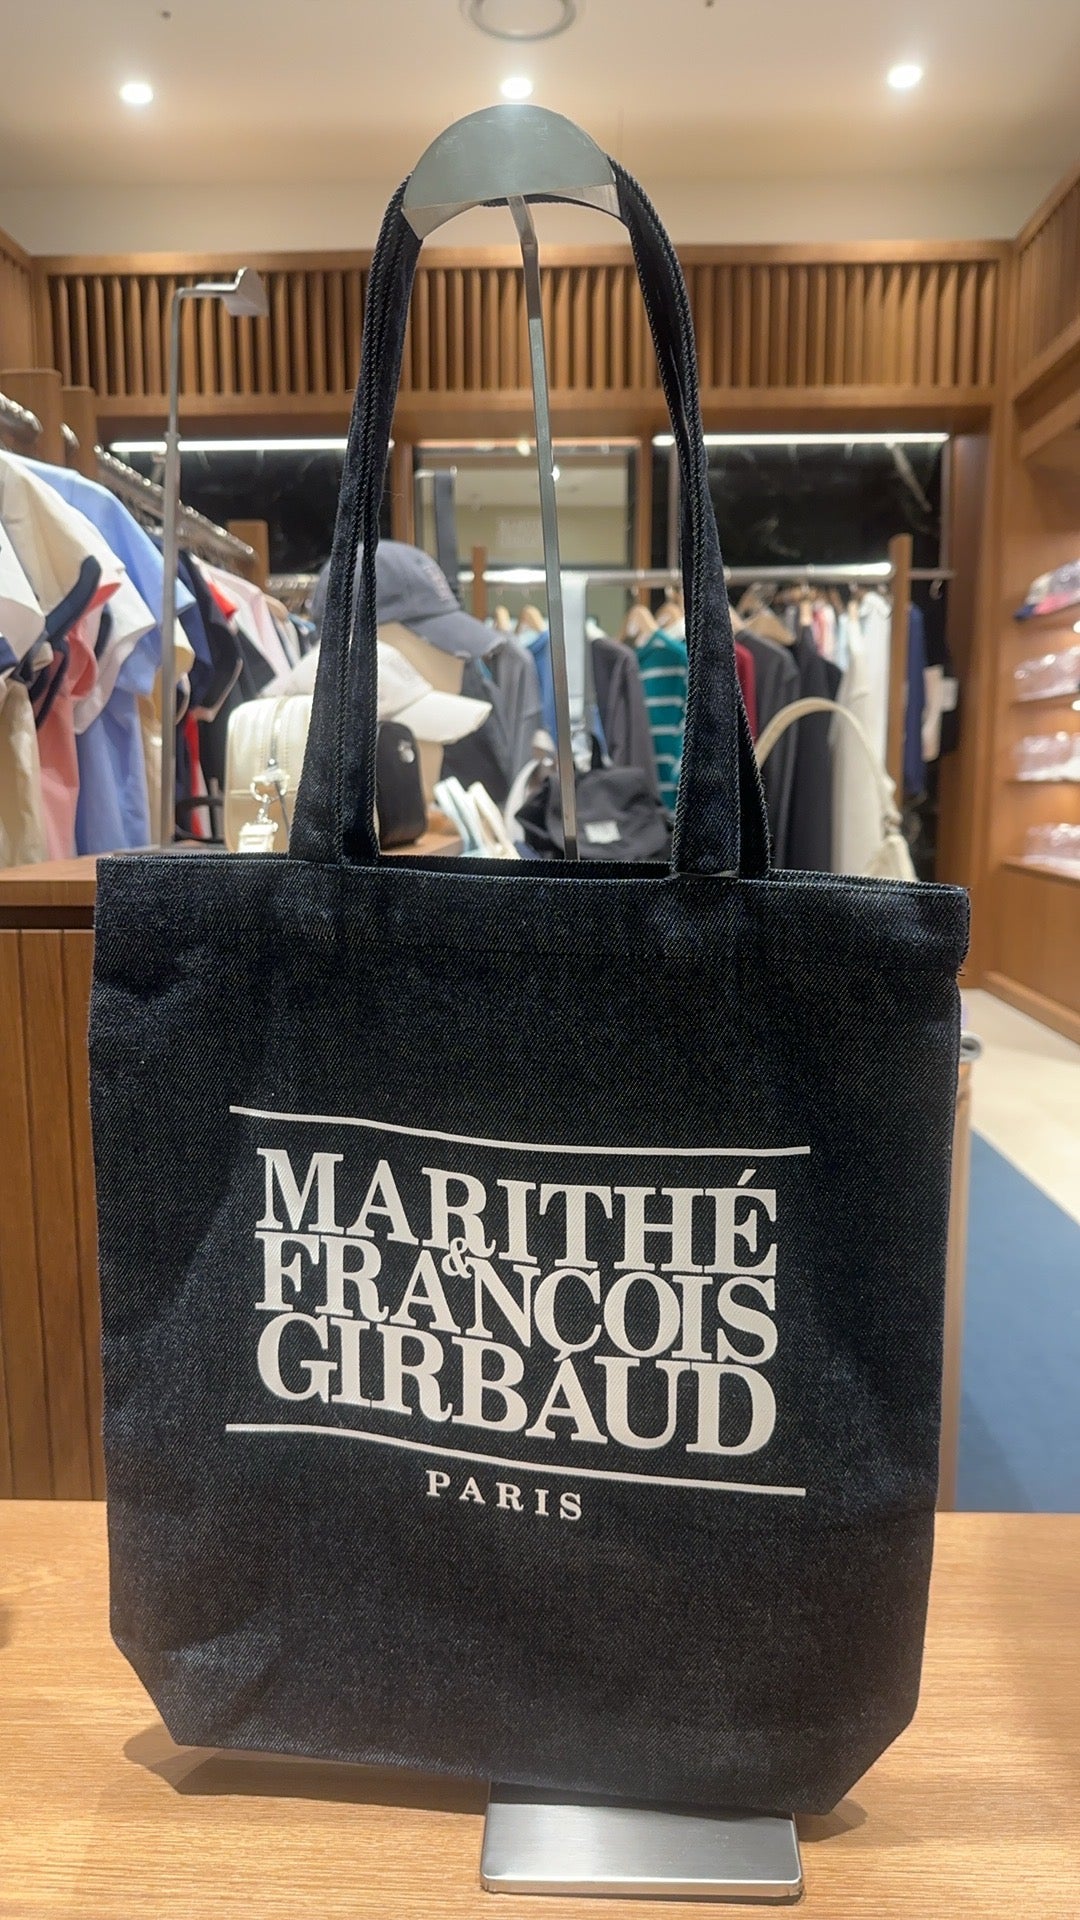 MARITHÉ
&
FRANÇOIS
GIRBAUD
PARIS